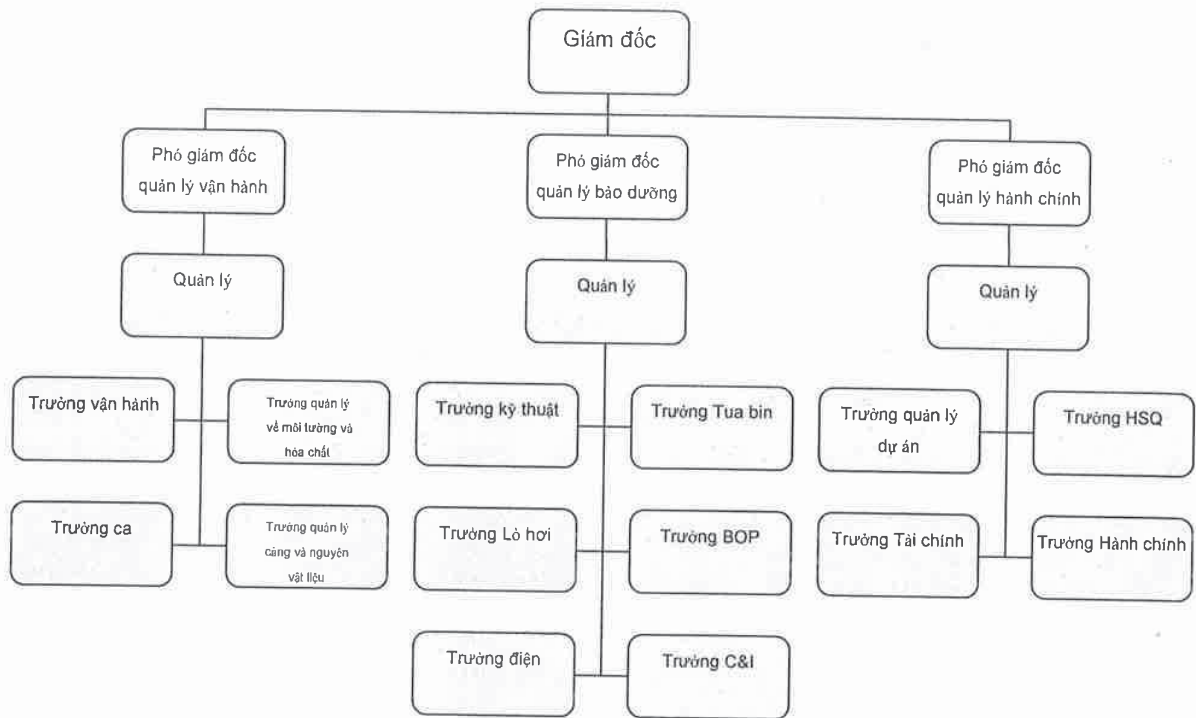 Giám đốc
Phó giám đốc
quản lý vận hành
Phó giám đốc
quản lý bảo dưỡng
Phó giám đốc
quản lý hành chính
Quản lý
Quản lý
Quản lý
Trưởng vận hành
Trưởng quản lý
về môi tường và
hóa chất
Trưởng kỹ thuật
Trưởng Tua bin
Trưởng quản lý
dự án
Trưởng HSQ
Trưởng ca
Trưởng quản lý
cảng và nguyên
vật liệu
Trưởng Lò hơi
Trưởng BOP
Trưởng Tài chính
Trưởng Hành chính
Trưởng điện
Trưởng C&I